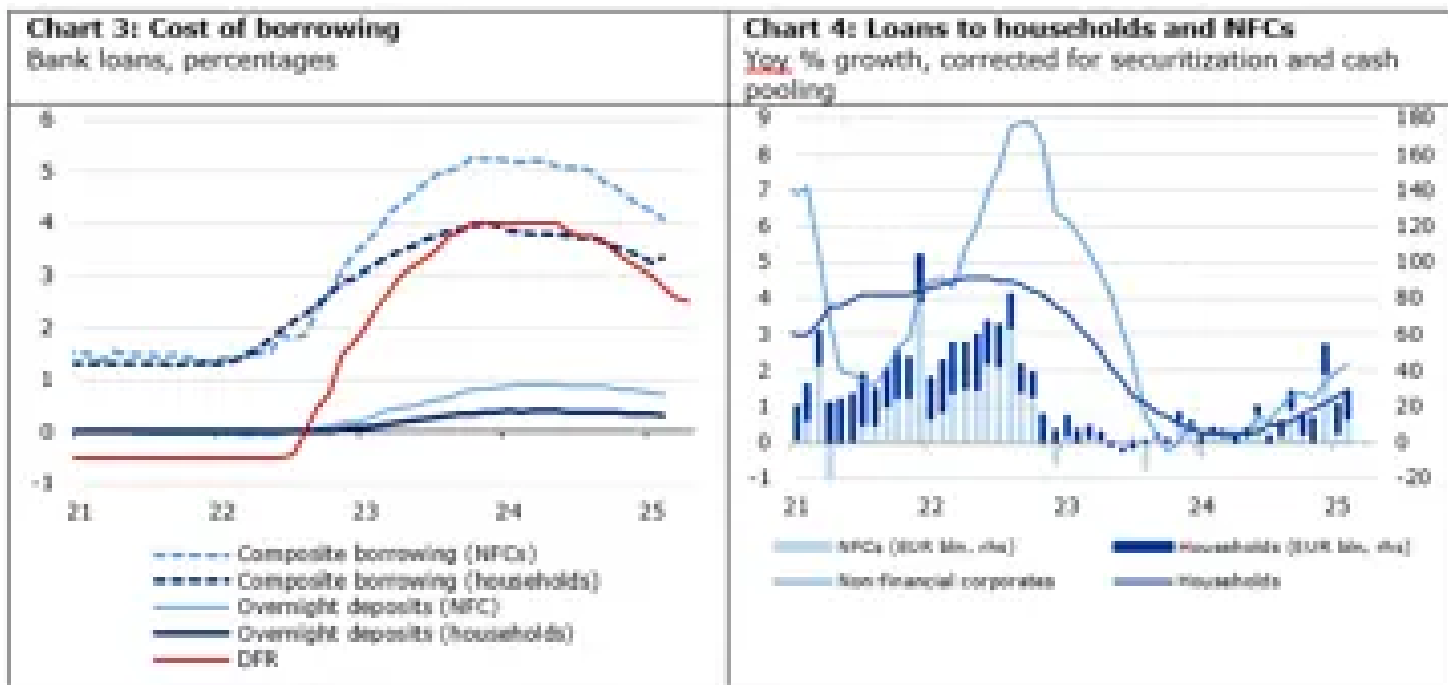 Chart 3: Cost of borrowing
Bank loans, percentages
6
5
4
3
2
1
0
-1
21 22 23 24 25
Composite borrowing (NFCs)
Composite borrowing (households)
Overnight deposits (NFC)
Overnight deposits (households)
DFR
Chart 4: Loans to households and NFCs
Yoy % growth, corrected for securitization and cash
pooling
9 180
8 160
7 140
6 120
5 100
4 80
3 60
2 40
1 20
0 0
-1 -20
21 22 23 24 25
NFCs (EUR bln, rhs) Households (EUR bln, rhs)
Non financial corporates Households